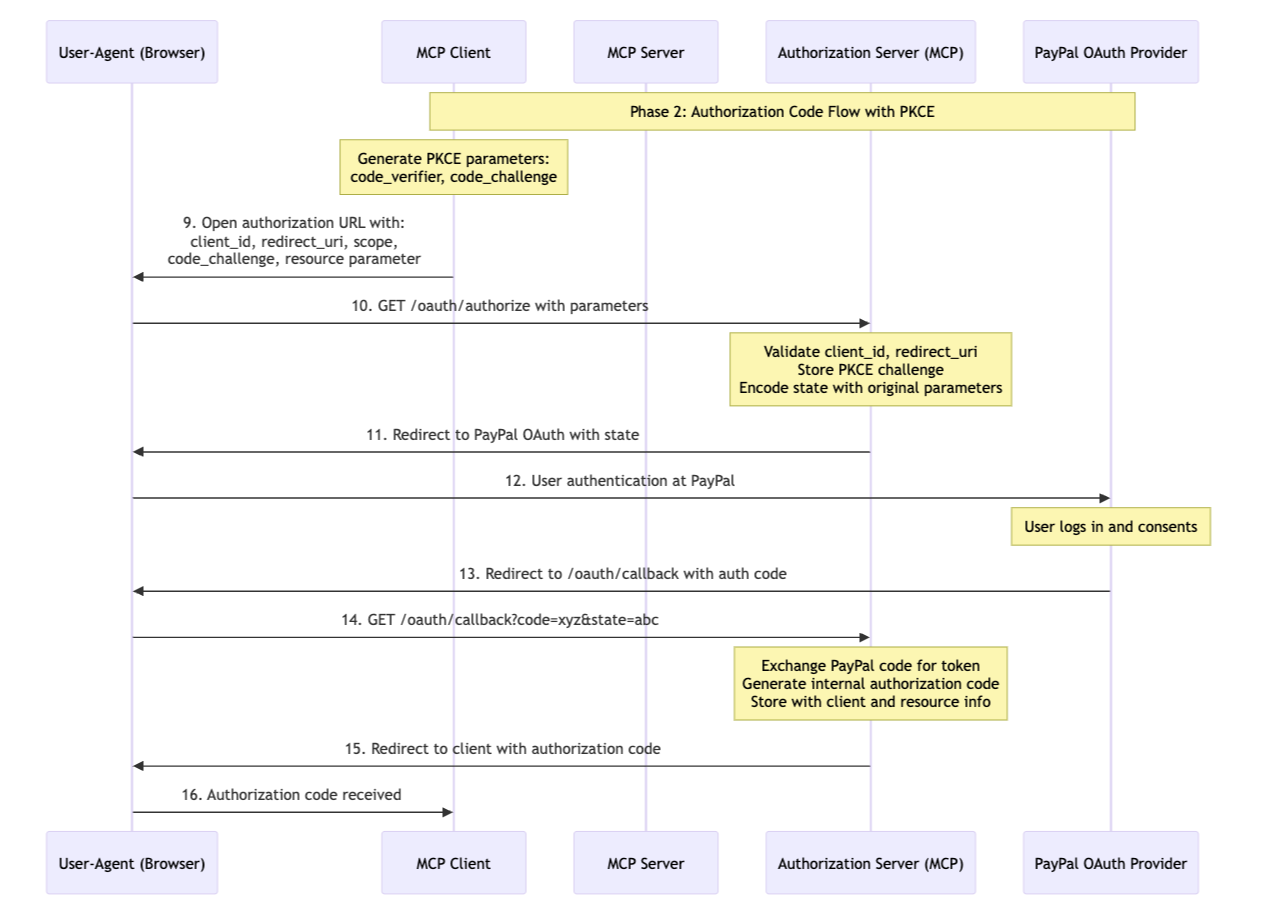 User-Agent (Browser)
MCP Client
MCP Server
Authorization Server (MCP)
PayPal OAuth Provider
Phase 2: Authorization Code Flow with PKCE
Generate PKCE parameters:
code_verifier, code_challenge
9. Open authorization URL with:
client_id, redirect_uri, scope,
code_challenge, resource parameter
10. GET /oauth/authorize with parameters
Validate client_id, redirect_uri
Store PKCE challenge
Encode state with original parameters
11. Redirect to PayPal OAuth with state
12. User authentication at PayPal
User logs in and consents
13. Redirect to /oauth/callback with auth code
14. GET /oauth/callback?code=xyz&state=abc
Exchange PayPal code for token
Generate internal authorization code
Store with client and resource info
15. Redirect to client with authorization code
16. Authorization code received
User-Agent (Browser)
MCP Client
MCP Server
Authorization Server (MCP)
PayPal OAuth Provider